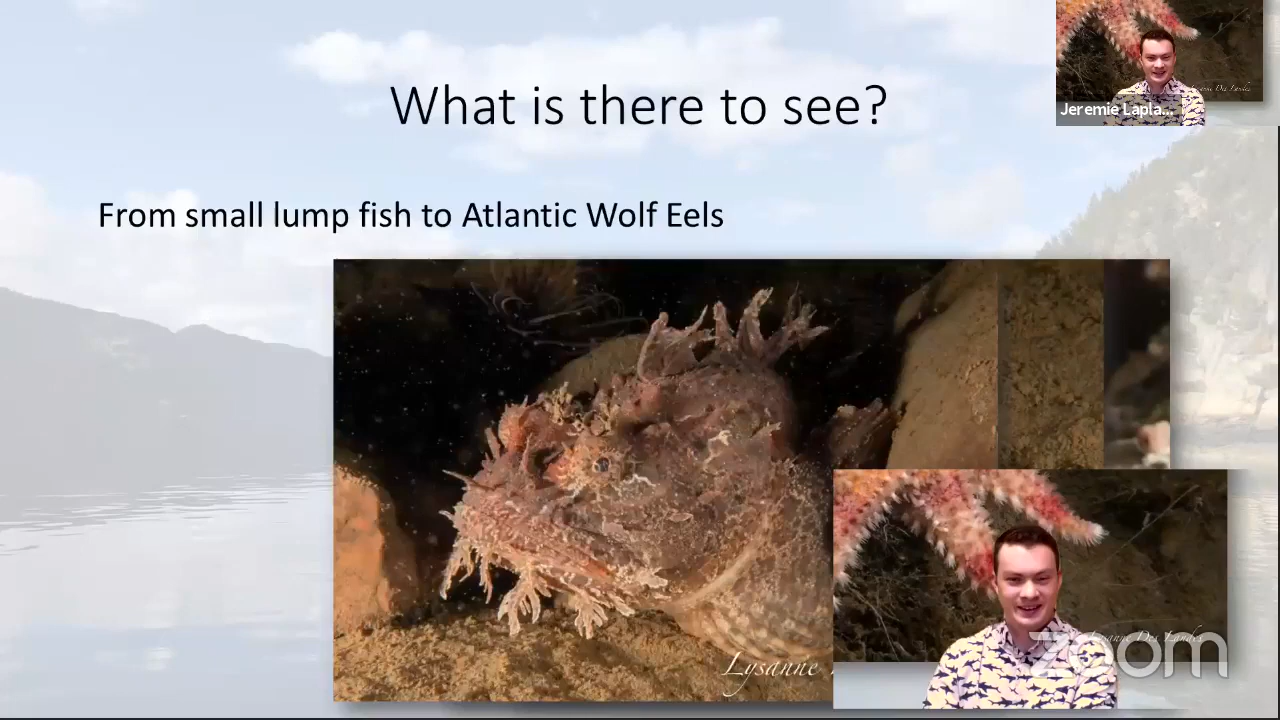 What is there to see?
Jeremie Lapla...
From small lump fish to Atlantic Wolf Eels
Lysanne
zoom